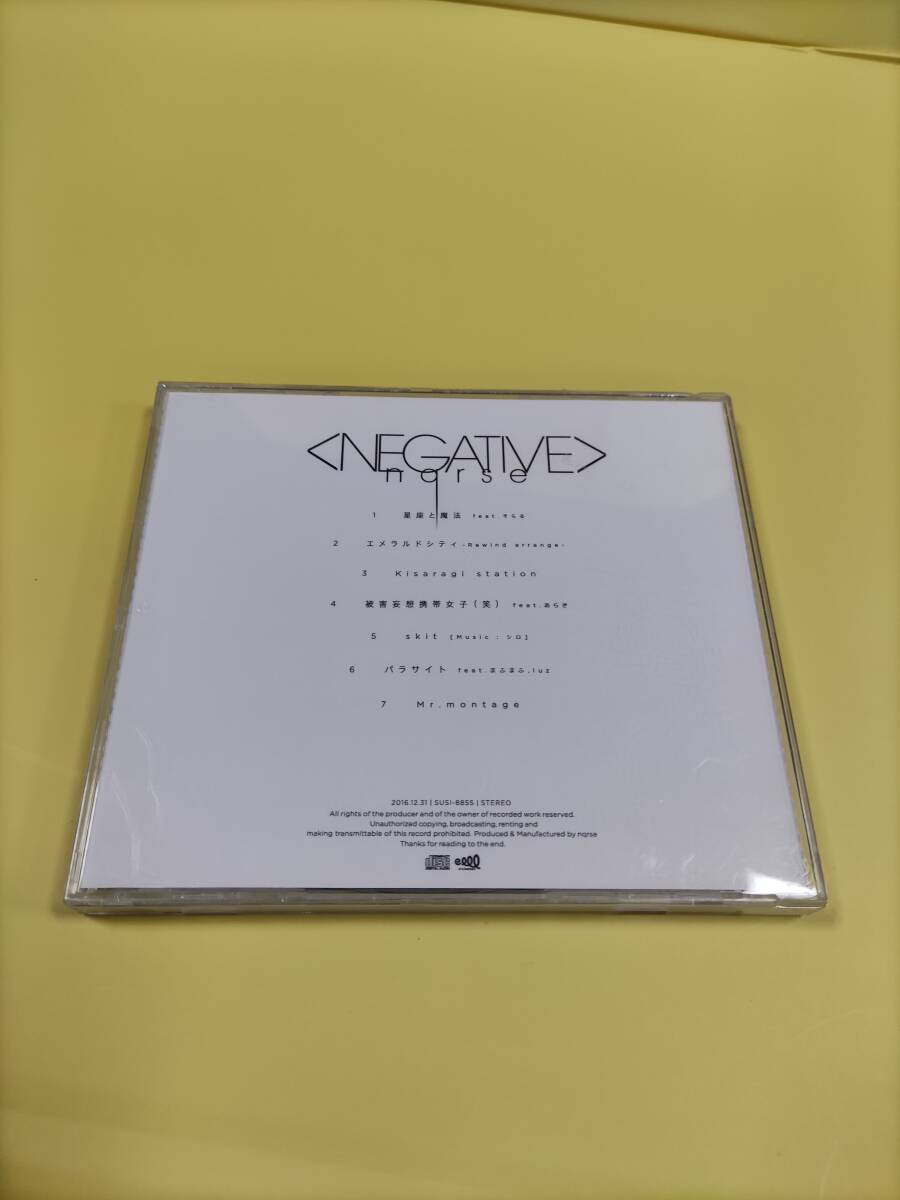 <NEGATIVE>
nqrse
1 星座と魔法 feat.そらる
2 エメラルドシティ-Rewind arrange-
3 Kisaragi station
4 被害妄想携帯女子(笑) feat.あらき
5 skit [Music : シロ]
6 パラサイト feat.まふまふ,luz
7 Mr.montage
2016.12.31 | SUSI-8855 | STEREO
All rights of the producer and of the owner of recorded work reserved.
Unauthorized copying, broadcasting, renting and
making transmittable of this record prohibited. Produced & Manufactured by nqrse
Thanks for reading to the end.
disc DIGITAL AUDIO